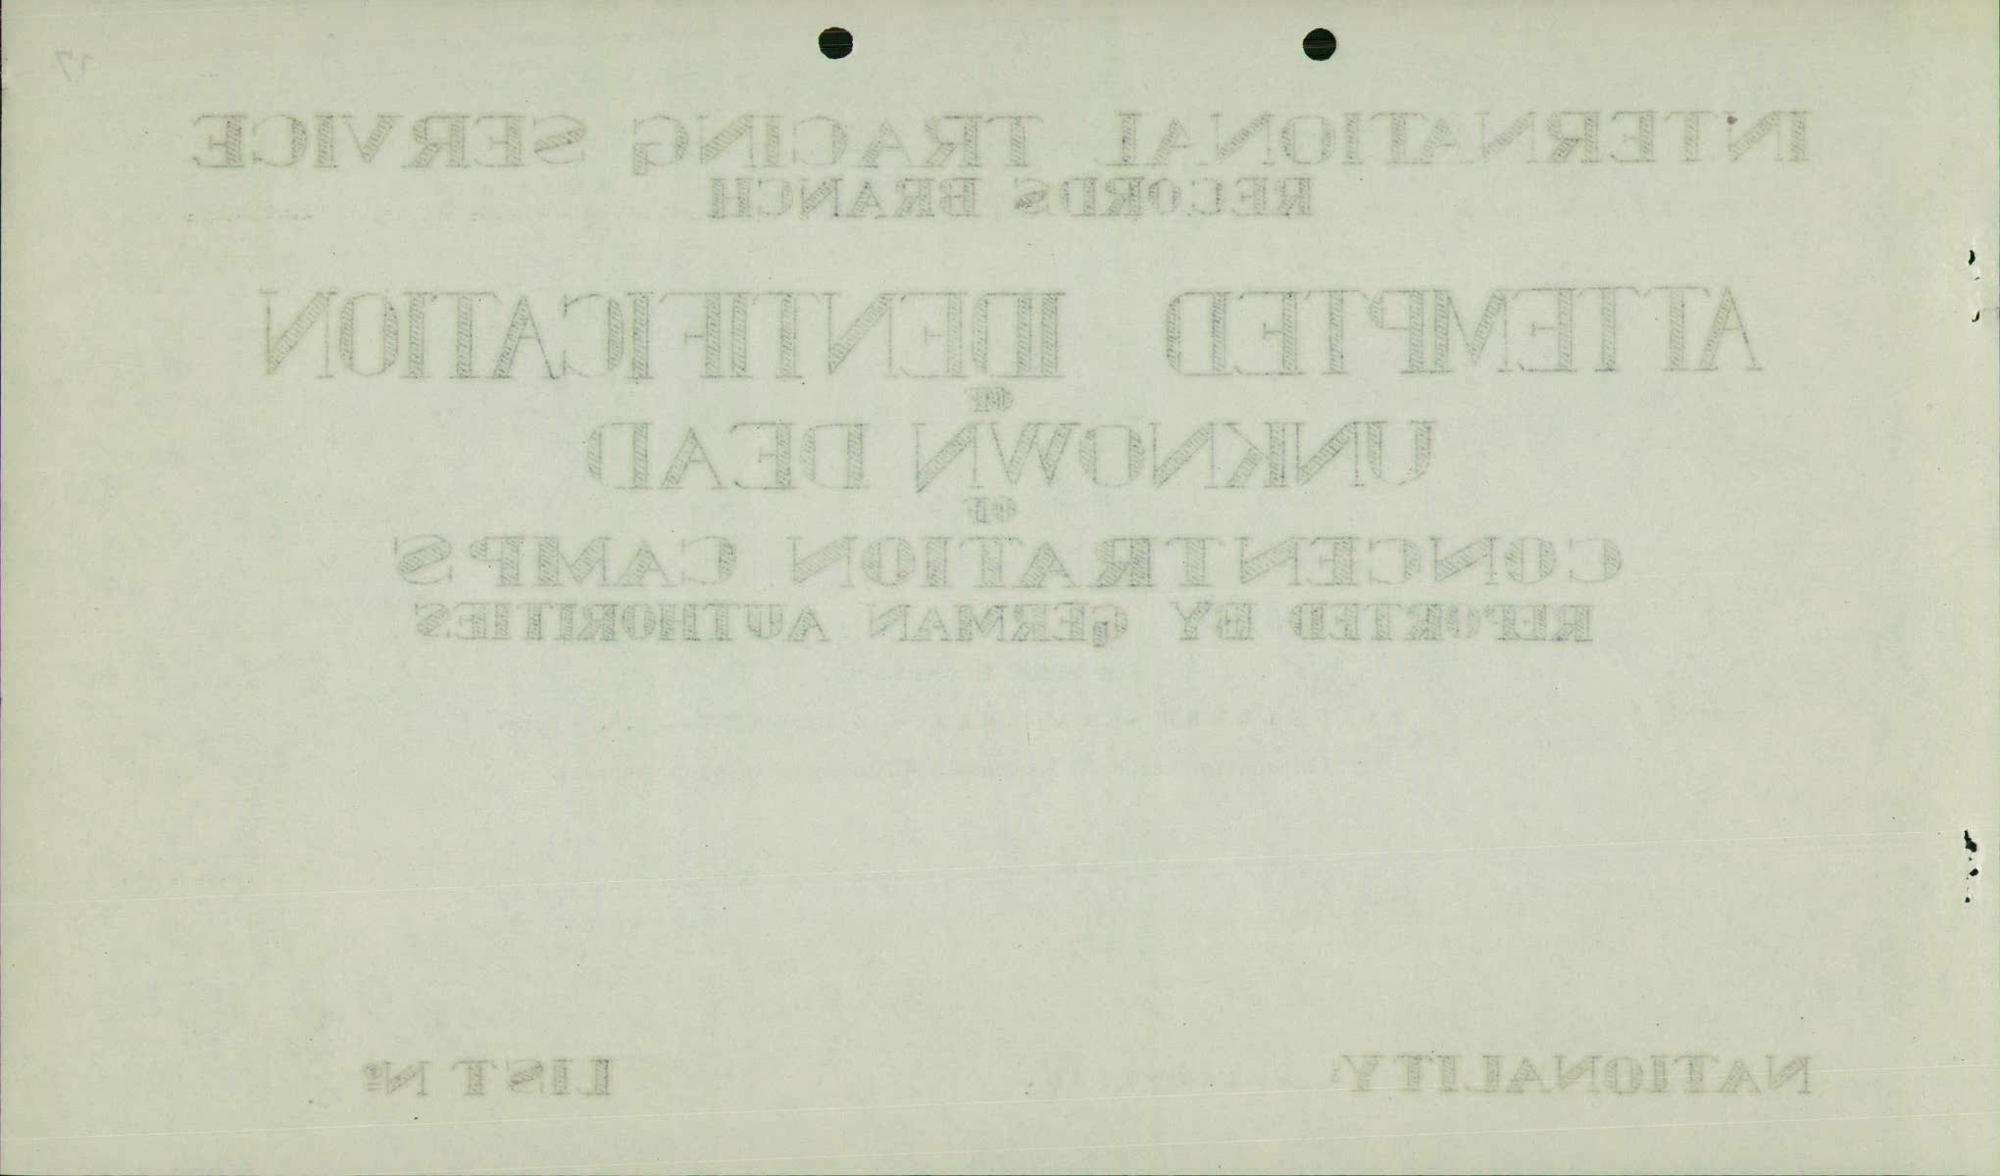 17
INTERNATIONAL TRACING SERVICE
RECORDS BRANCH
ATTEMPTED IDENTIFICATION
OF
UNKNOWN DEAD
OF
CONCENTRATION CAMPS
REPORTED BY GERMAN AUTHORITIES
NATIONALITY: LIST Nº